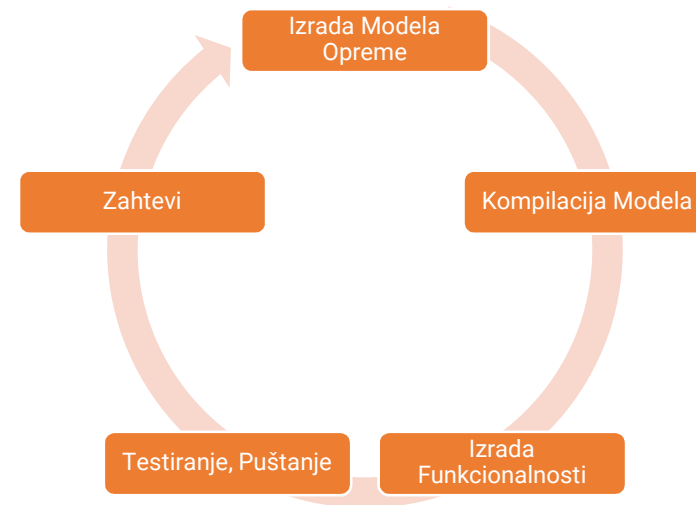 Izrada Modela
Opreme
Zahtevi
Kompilacija Modela
Testiranje, Puštanje
Izrada
Funkcionalnosti